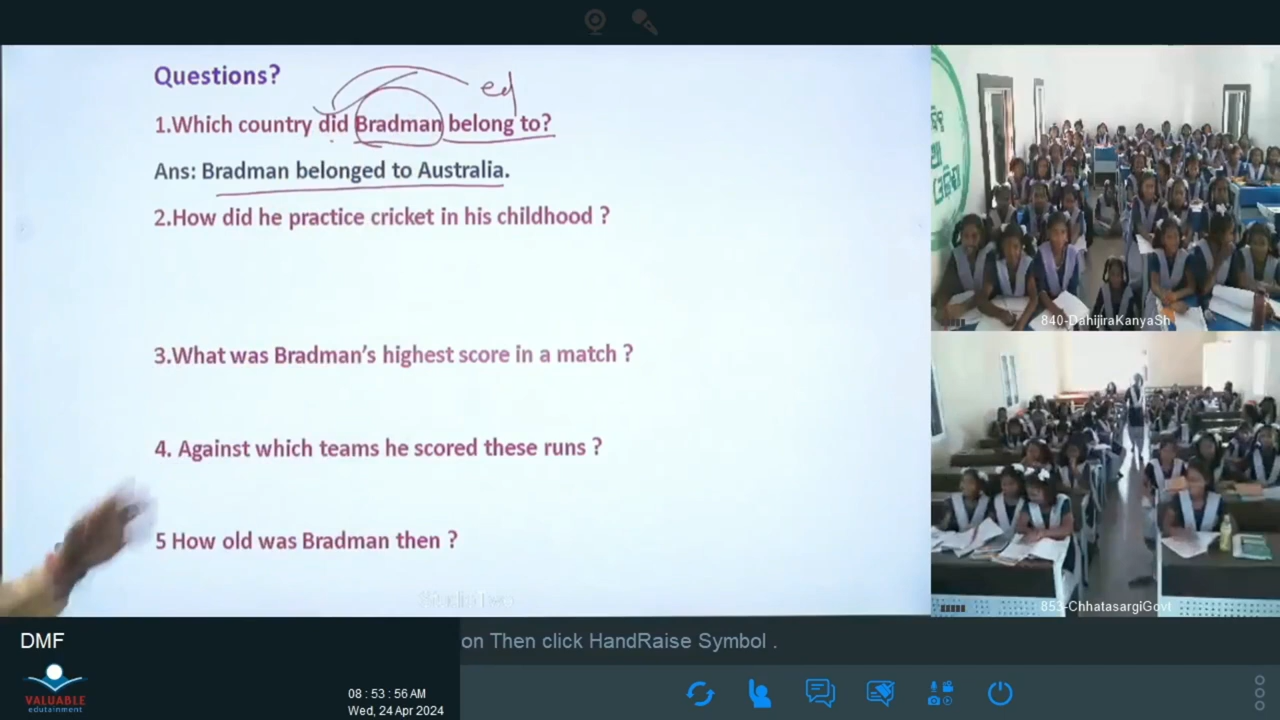 Questions?
ed
1.Which country did Bradman belong to?
Ans: Bradman belonged to Australia.
2.How did he practice cricket in his childhood ?
3.What was Bradman's highest score in a match ?
4. Against which teams he scored these runs ?
5 How old was Bradman then ?
840-DahijiraKanyaSh
853-ChhatasargiGovt
DMF
on Then click HandRaise Symbol .
VALUABLE
edutainment
08 : 53 : 56 AM
Wed, 24 Apr 2024